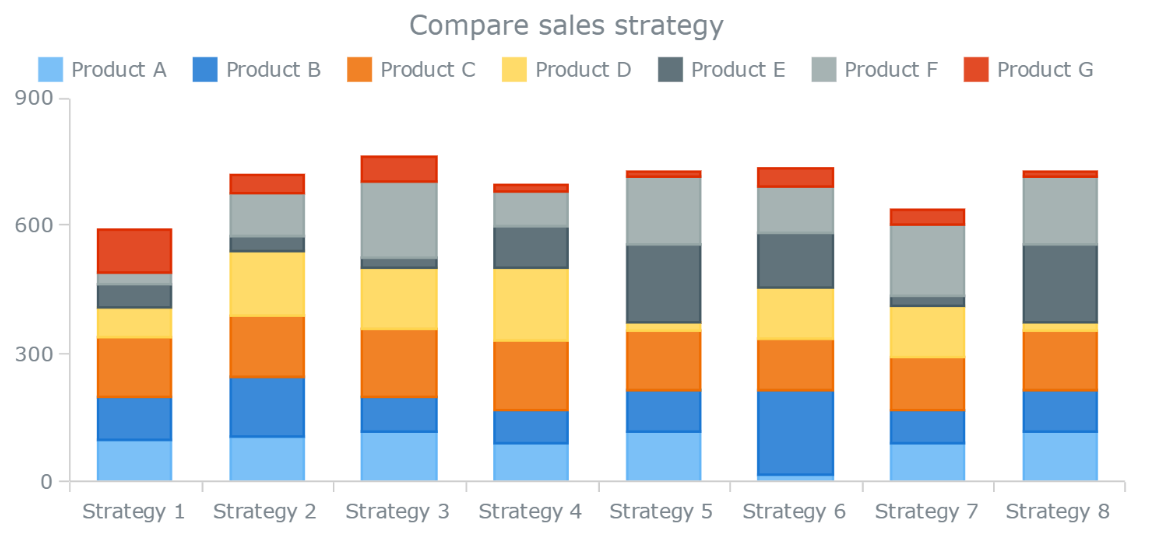 Compare sales strategy
Product A Product B Product C Product D Product E Product F Product G
900
600
300
0
Strategy 1 Strategy 2 Strategy 3 Strategy 4 Strategy 5 Strategy 6 Strategy 7 Strategy 8